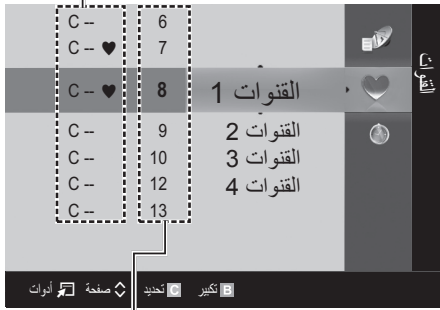 القنوات
6 C --
7 ♥ C --
القنوات 1 8 ♥ C --
القنوات 2 9 C --
القنوات 3 10 C --
القنوات 4 12 C --
13 C --
B تكبير C تحديد صفحة أدوات